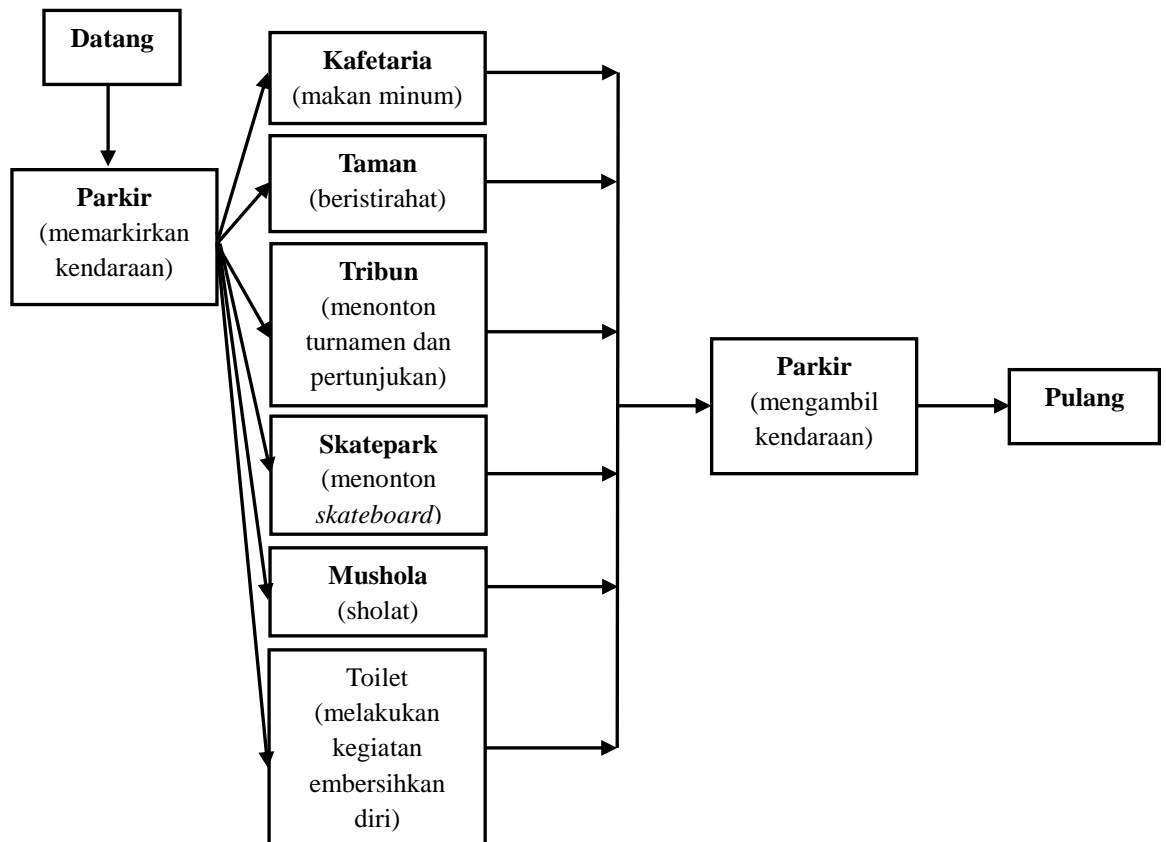 Datang
Parkir
(memarkirkan
kendaraan)
Kafetaria
(makan minum)
Taman
(beristirahat)
Tribun
(menonton
turnamen dan
pertunjukan)
Skatepark
(menonton
skateboard)
Mushola
(sholat)
Toilet
(melakukan
kegiatan
embersihkan
diri)
Parkir
(mengambil
kendaraan)
Pulang